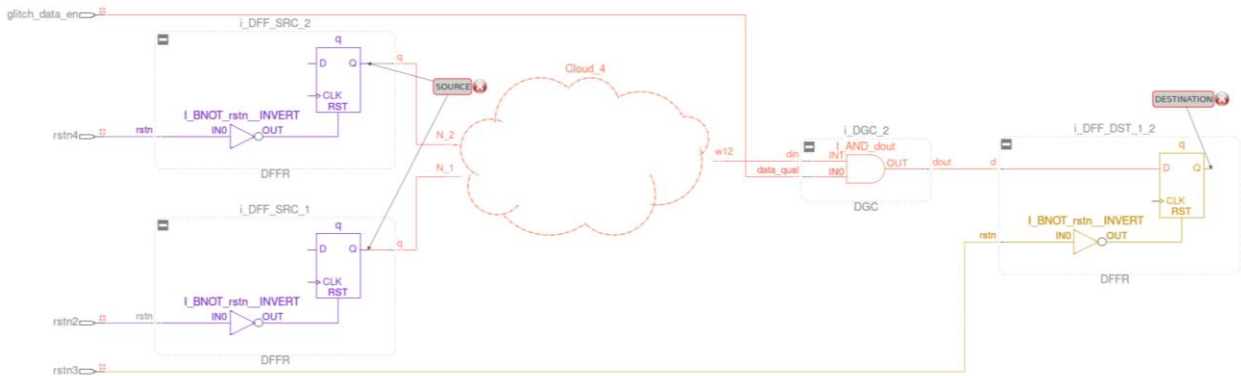 glitch_data_en
i_DFF_SRC_2
q
D Q
CLK
RST
q
SOURCE
I_BNOT_rstn__INVERT
rstn4
rstn
IN0 OUT
DFFR
Cloud_4
N_2
N_1
w12
i_DGC_2
I_AND_dout
din
IN1
data_qual
IN0
OUT
dout
DGC
DESTINATION
i_DFF_DST_1_2
q
d
D Q
CLK
RST
I_BNOT_rstn__INVERT
rstn
IN0 OUT
DFFR
i_DFF_SRC_1
q
D Q
CLK
RST
q
I_BNOT_rstn__INVERT
rstn2
rstn
IN0 OUT
DFFR
rstn3